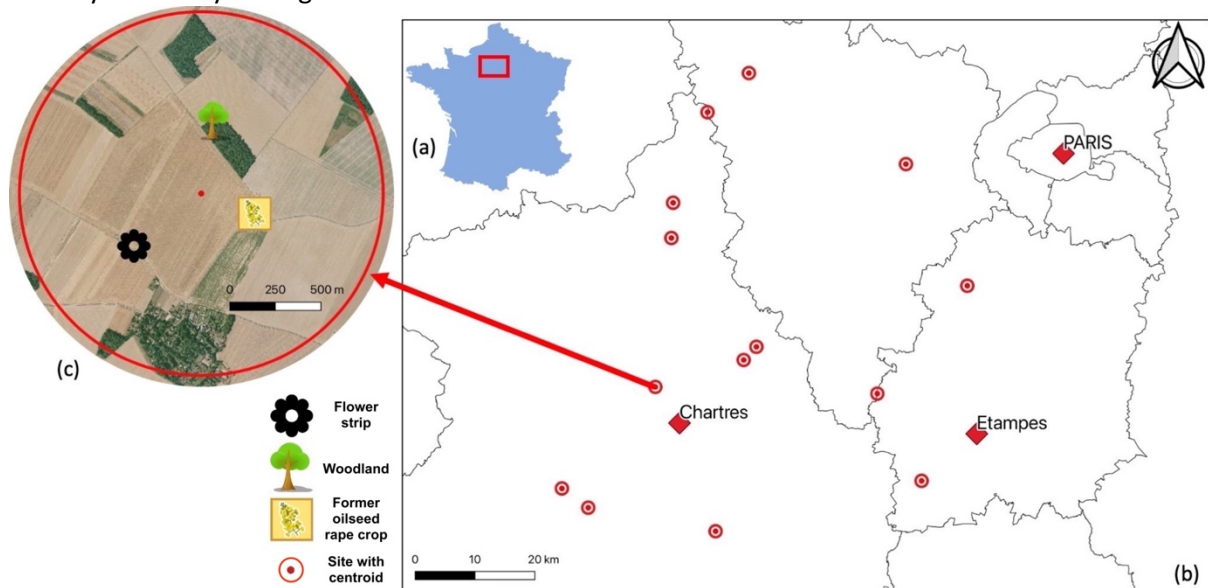 (a)
PARIS
Chartres
Etampes
0 250 500 m
(c)
Flower
strip
Woodland
Former
oilseed
rape crop
Site with
centroid
0 10 20 km
(b)